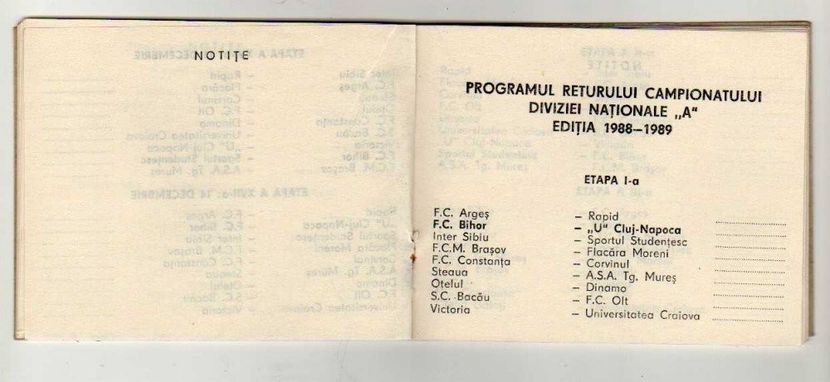 NOTIȚE
PROGRAMUL RETURULUI CAMPIONATULUI
DIVIZIEI NAȚIONALE „A"
EDIȚIA 1988—1989
ETAPA I-a
F.C. Argeș — Rapid
F.C. Bihor — „U" Cluj-Napoca
Inter Sibiu — Sportul Studențesc
F.C.M. Brașov — Flacăra Moreni
F.C. Constanța — Corvinul
Steaua — A.S.A. Tg. Mureș
Oțelul — Dinamo
S.C. Bacău — F.C. Olt
Victoria — Universitatea Craiova